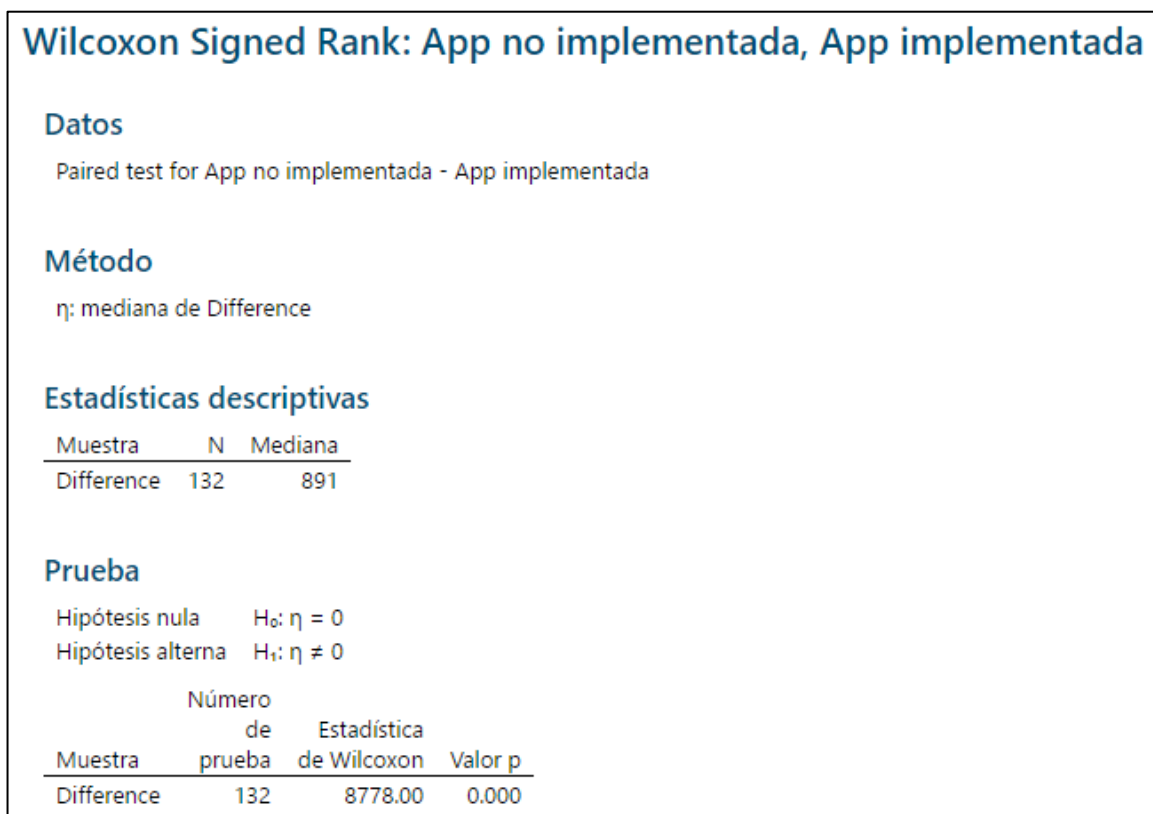 Wilcoxon Signed Rank: App no implementada, App implementada
Datos
Paired test for App no implementada - App implementada
Método
η: mediana de Difference
Estadísticas descriptivas
Muestra N Mediana
Difference 132 891
Prueba
Hipótesis nula H₀: η = 0
Hipótesis alterna H₁: η ≠ 0
Número
de Estadística
Muestra prueba de Wilcoxon Valor p
Difference 132 8778.00 0.000